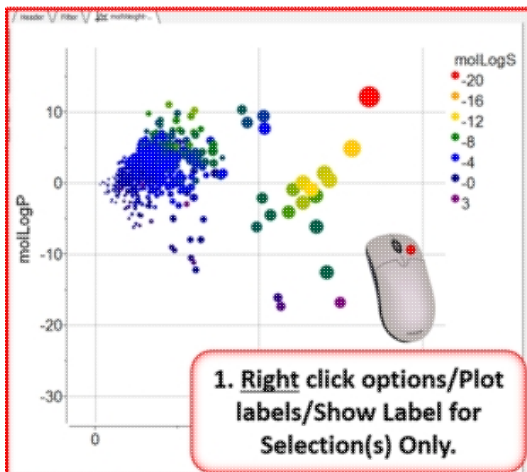 Header Filter
molLogS
-20
-16
-12
-8
-4
-0
3
10
0
-10
-20
-30
molLogP
0
1. Right click options/Plot
labels/Show Label for
Selection(s) Only.